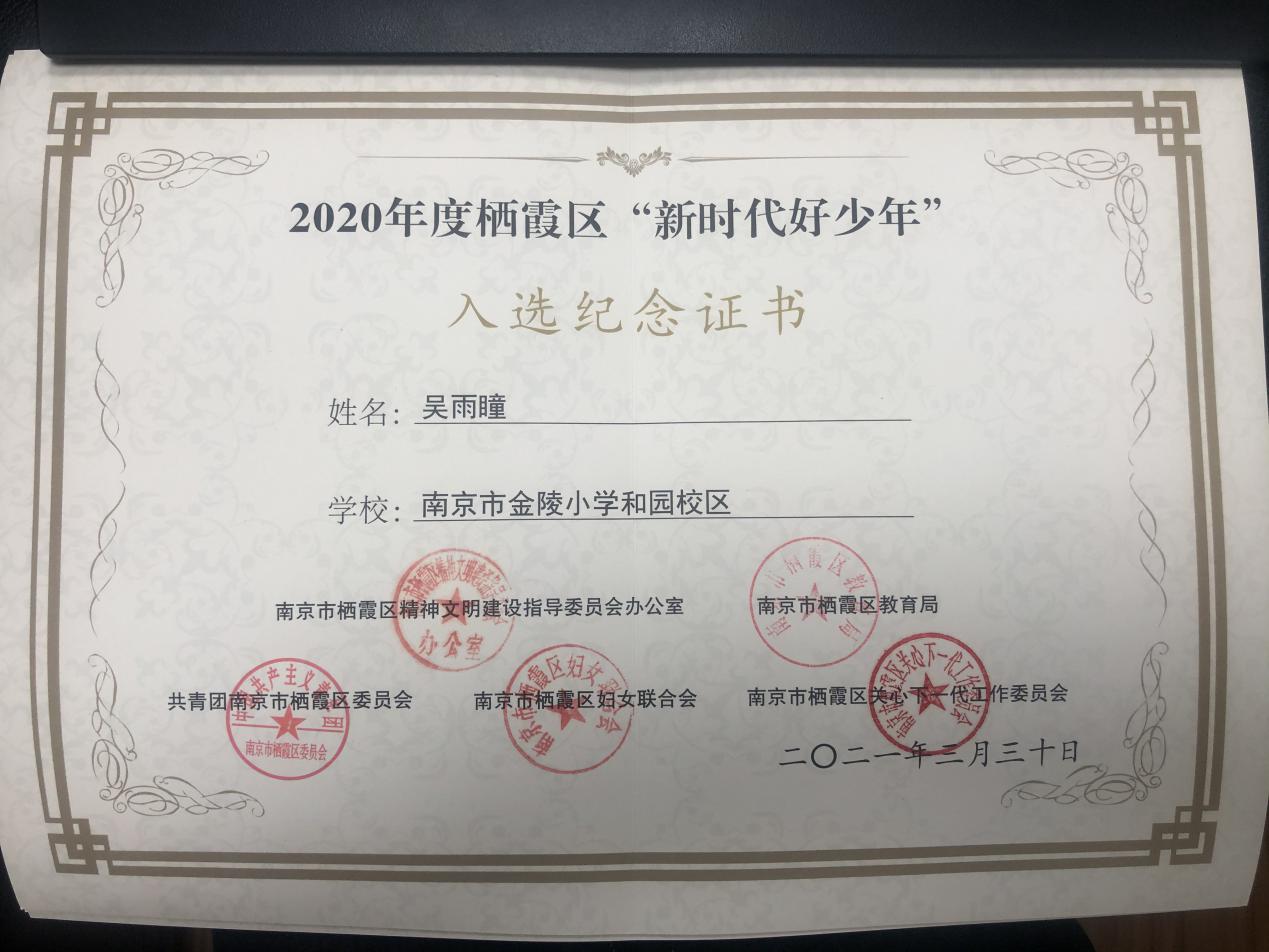 2020年度栖霞区“新时代好少年”
入选纪念证书
姓名：吴雨瞳
学校：南京市金陵小学和园校区
南京市栖霞区精神文明建设指导委员会办公室
南京市栖霞区教育局
办公室
共青团南京市栖霞区委员会
南京市栖霞区妇女联合会
南京市栖霞区关心下一代工作委员会
南京市栖霞区委员会
二〇二一年三月三十日